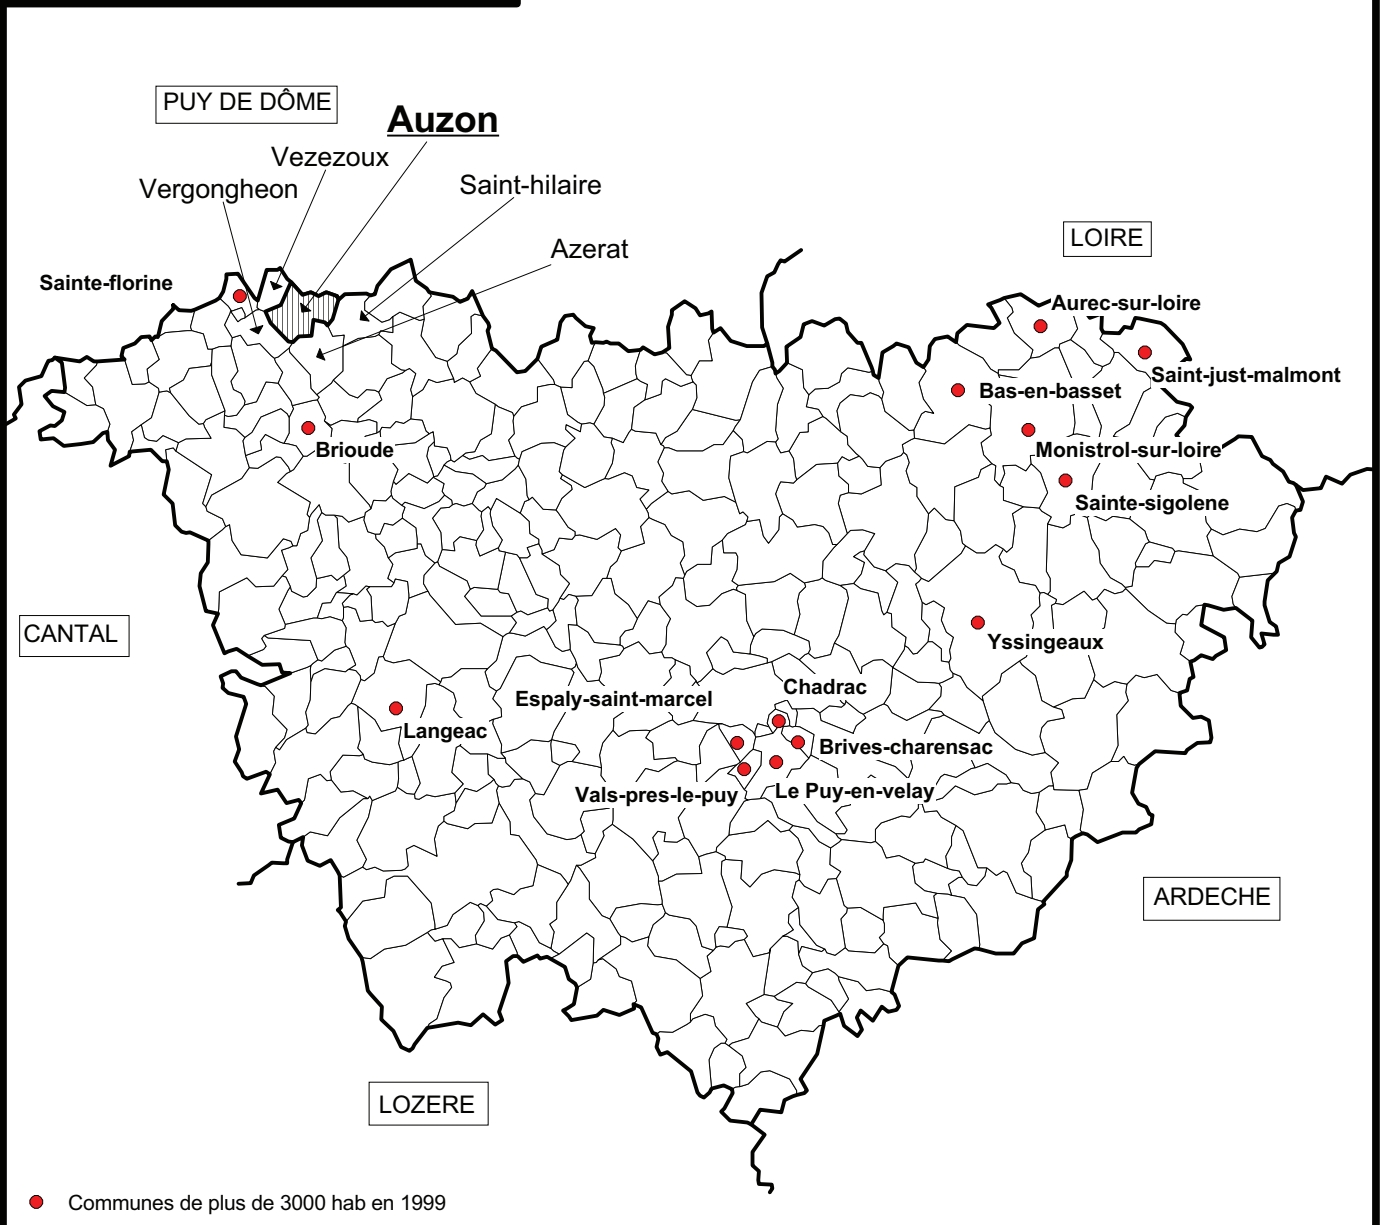 PUY DE DÔME
Auzon
Vezezoux
Vergongheon
Saint-hilaire
Azerat
LOIRE
Sainte-florine
Aurec-sur-loire
Saint-just-malmont
Bas-en-basset
Brioude
Monistrol-sur-loire
Sainte-sigolene
CANTAL
Yssingeaux
Chadrac
Espaly-saint-marcel
Langeac
Brives-charensac
Vals-pres-le-puy
Le Puy-en-velay
ARDECHE
LOZERE
Communes de plus de 3000 hab en 1999